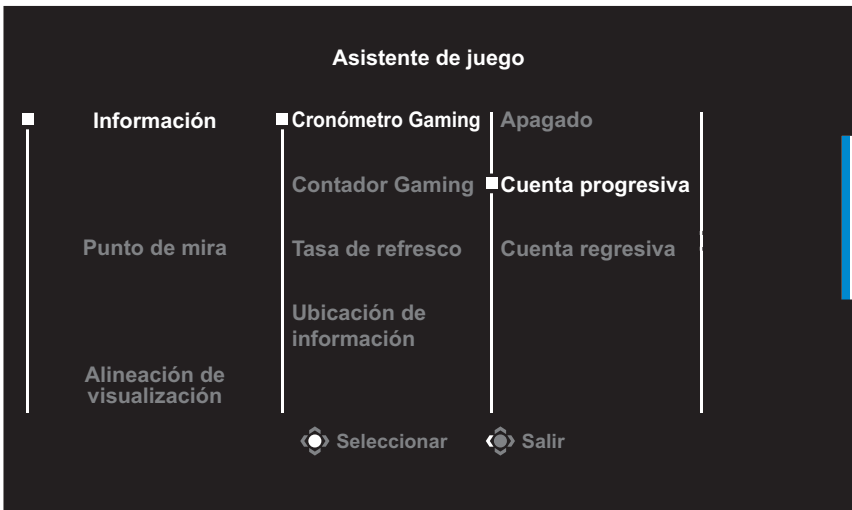 Asistente de juego
Información
Cronómetro Gaming
Apagado
Contador Gaming
Cuenta progresiva
Punto de mira
Tasa de refresco
Cuenta regresiva
Ubicación de
información
Alineación de
visualización
Seleccionar
Salir